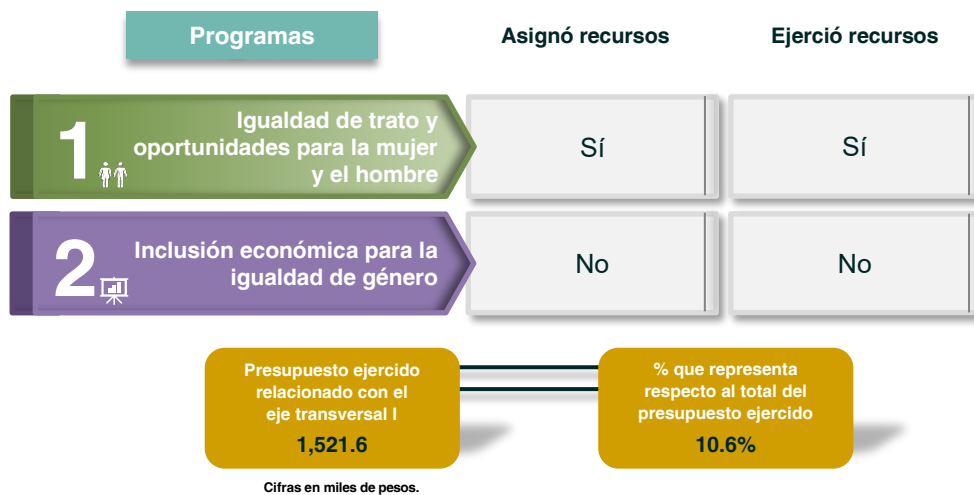 Programas
Asignó recursos
Ejerció recursos
1
Igualdad de trato y
oportunidades para la mujer
y el hombre
Sí
Sí
2
Inclusión económica para la
igualdad de género
No
No
Presupuesto ejercido
relacionado con el
eje transversal I
1,521.6
% que representa
respecto al total del
presupuesto ejercido
10.6%
Cifras en miles de pesos.